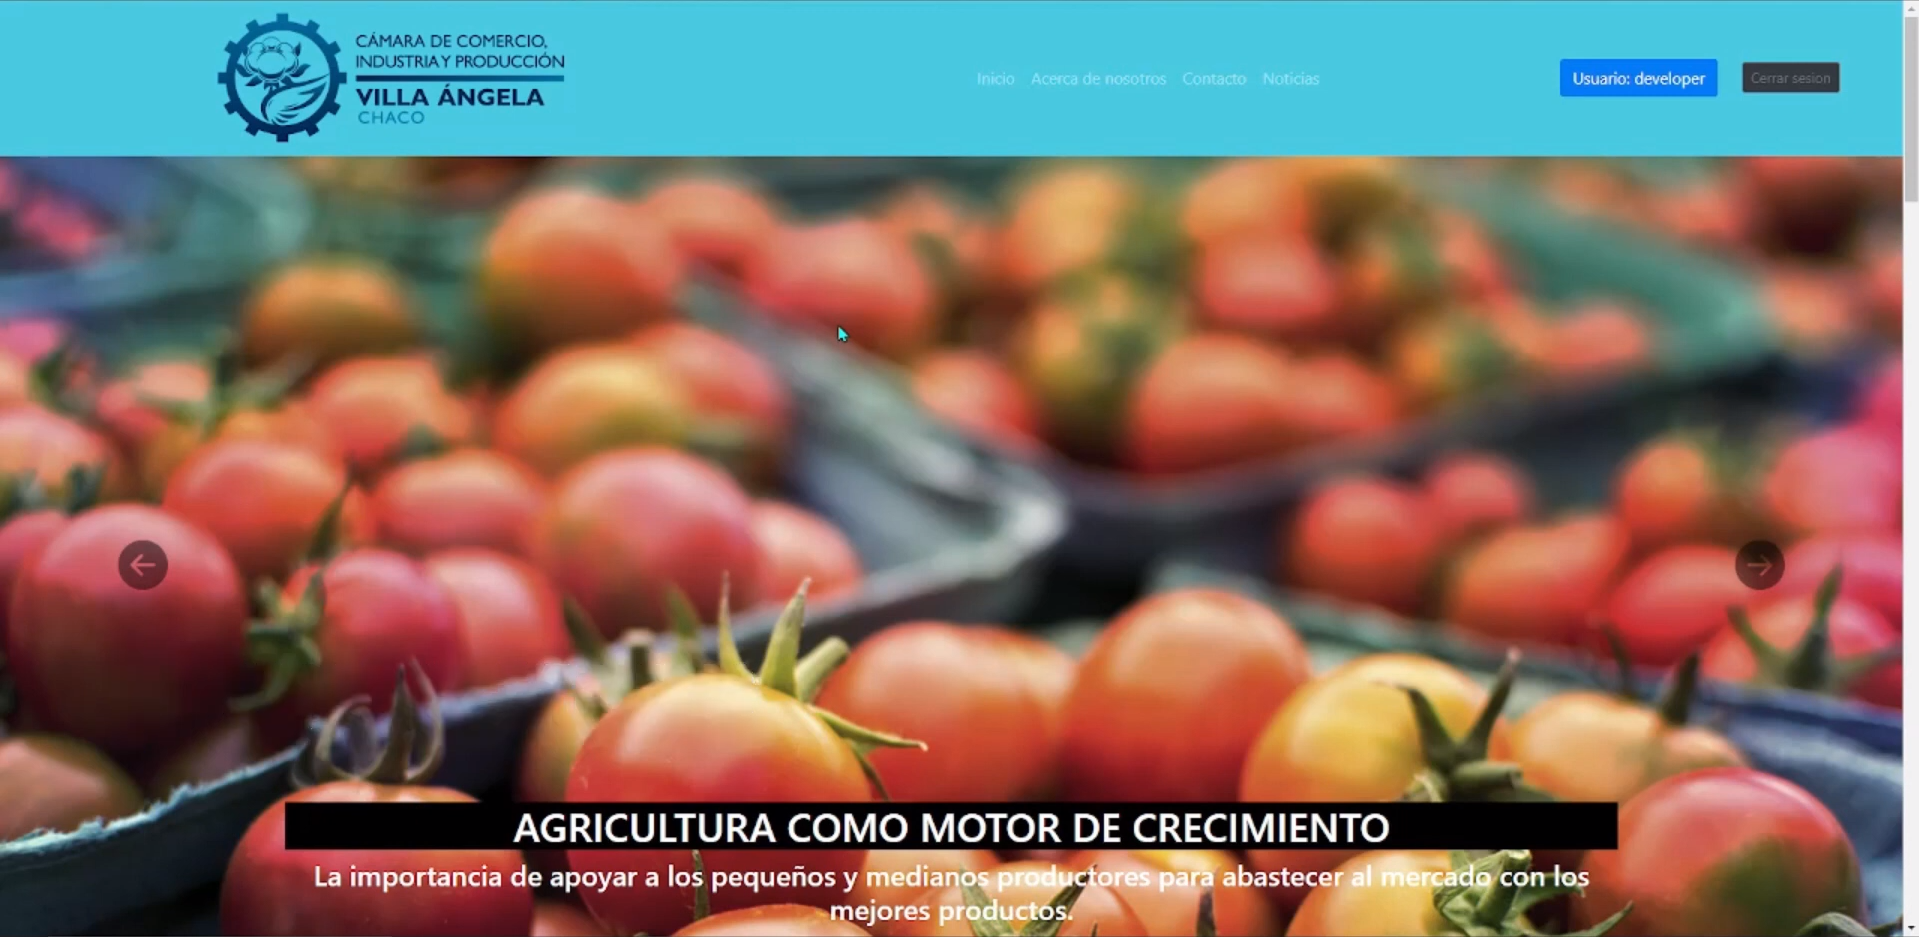 CÁMARA DE COMERCIO,
INDUSTRIA Y PRODUCCIÓN
VILLA ÁNGELA
CHACO
Inicio Acerca de nosotros Contacto Noticias
Usuario: developer
Cerrar sesion
AGRICULTURA COMO MOTOR DE CRECIMIENTO
La importancia de apoyar a los pequeños y medianos productores para abastecer al mercado con los
mejores productos.